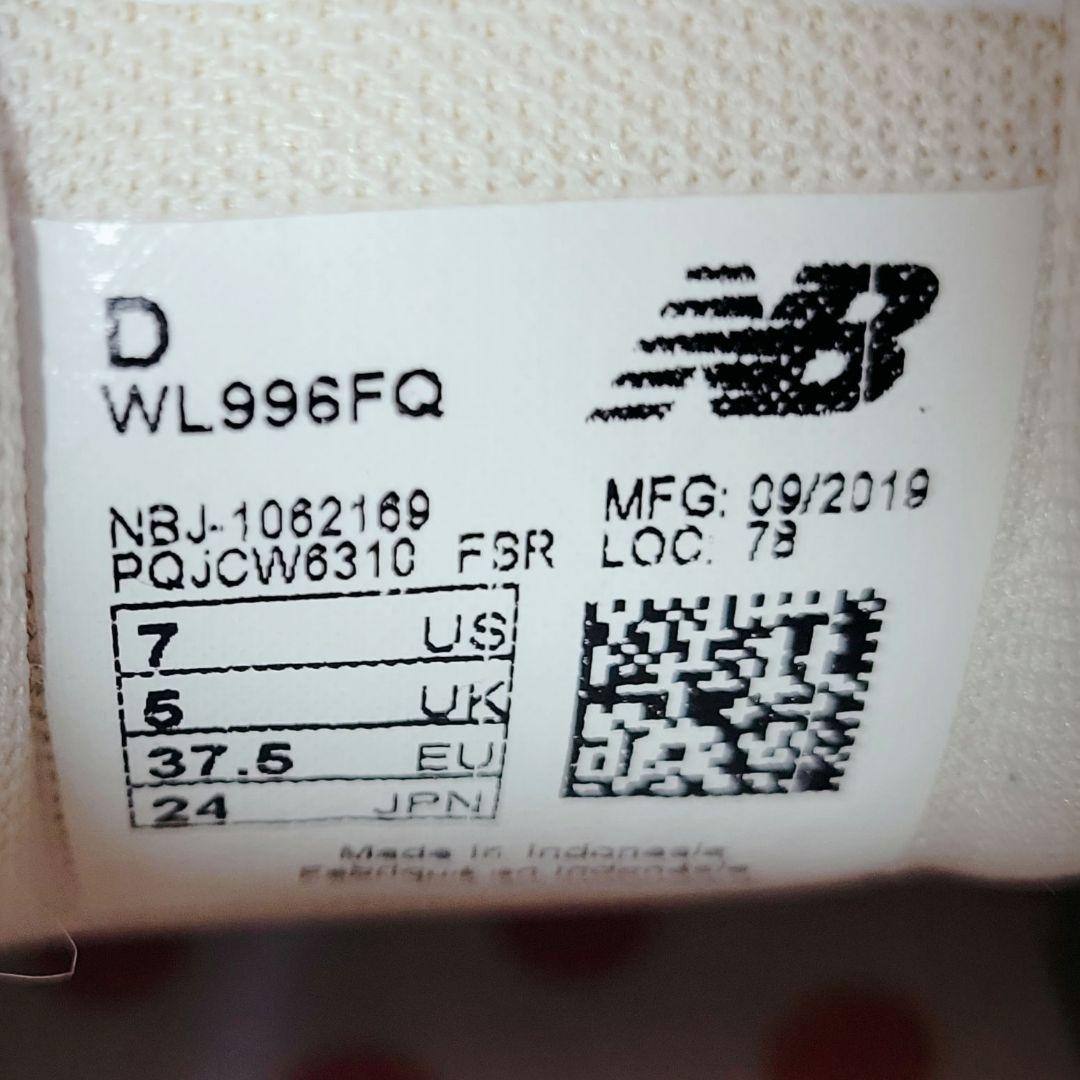 D
NB
WL996FQ
NBJ-1062169
PQJCW6310 FSR
MFG: 09/2019
LOC: 78
7 US
5 UK
37.5 EU
24 JPN
Made in Indonesia
Fabriqué en Indonésie